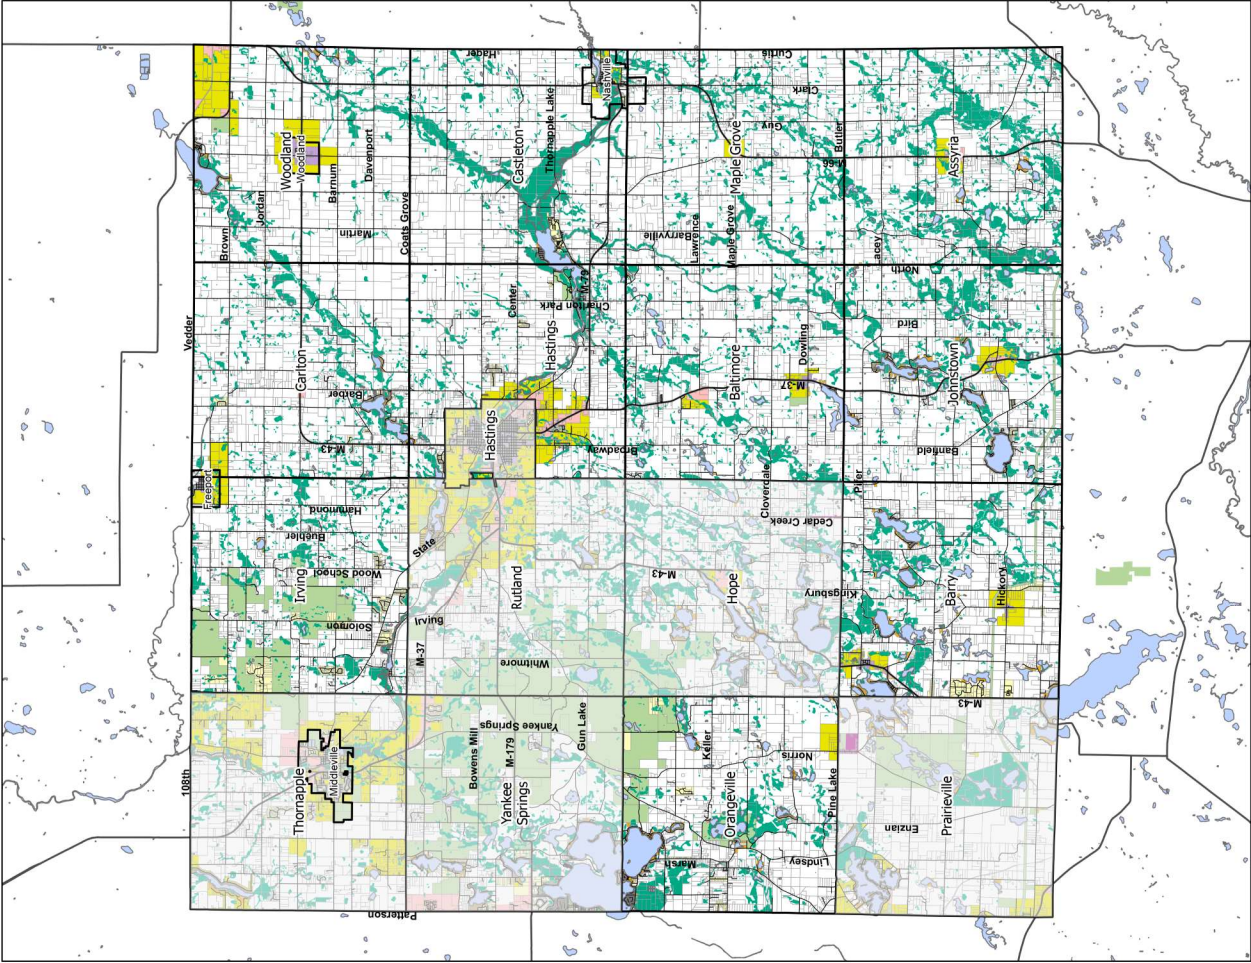 Hager
Curtis
Nashville
Clark
Thornapple Lake
Guy
Butler
Woodland
Woodland
Davenport
Castleton
Maple Grove
M-66
Assyria
Barnum
Jordan
Martin
Coats Grove
Brown
Barryville
Lawrence
Maple Grove
Lacey
North
M-79
Charlton Park
Center
Vedder
Hastings
Bird
Dowling
Carlton
Baltimore
Johnstown
Barber
M-37
Hastings
M-43
Broadway
Banfield
Freeport
Cloverdale
Piifer
Hammond
Cedar Creek
Buehler
State
Wood School
M-43
Irving
Rutland
Hope
Kingsbury
Barry
Hickory
Solomon
Irving
M-37
Whitmore
M-43
Yankee Springs
Gun Lake
Bowens Mill
M-179
Keller
Norris
108th
Middleville
Thornapple
Yankee
Springs
Orangeville
Pine Lake
Prairieville
Enzian
Marsh
Lindsey
Patterson